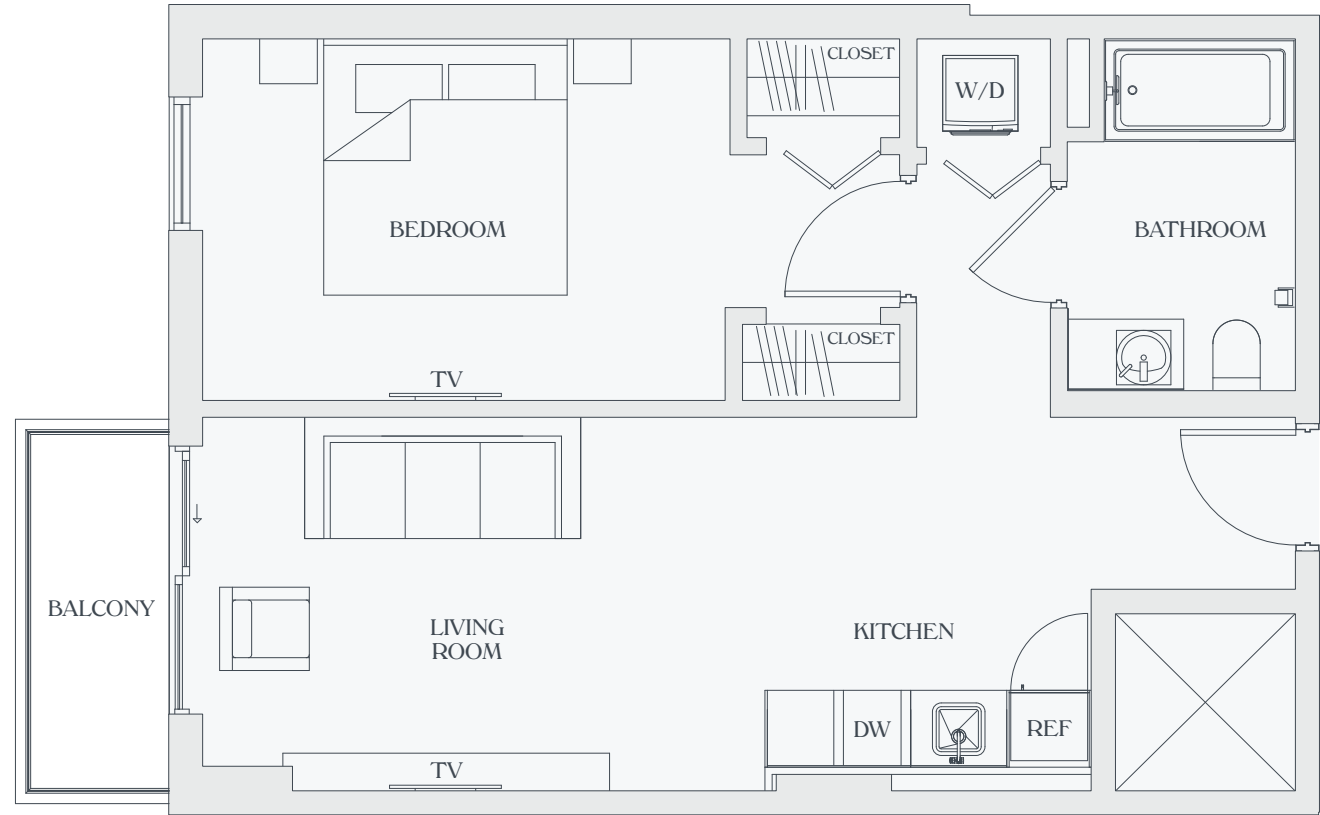 CLOSET
W/D
BEDROOM
BATHROOM
CLOSET
TV
BALCONY
LIVING
ROOM
KITCHEN
DW
REF
TV